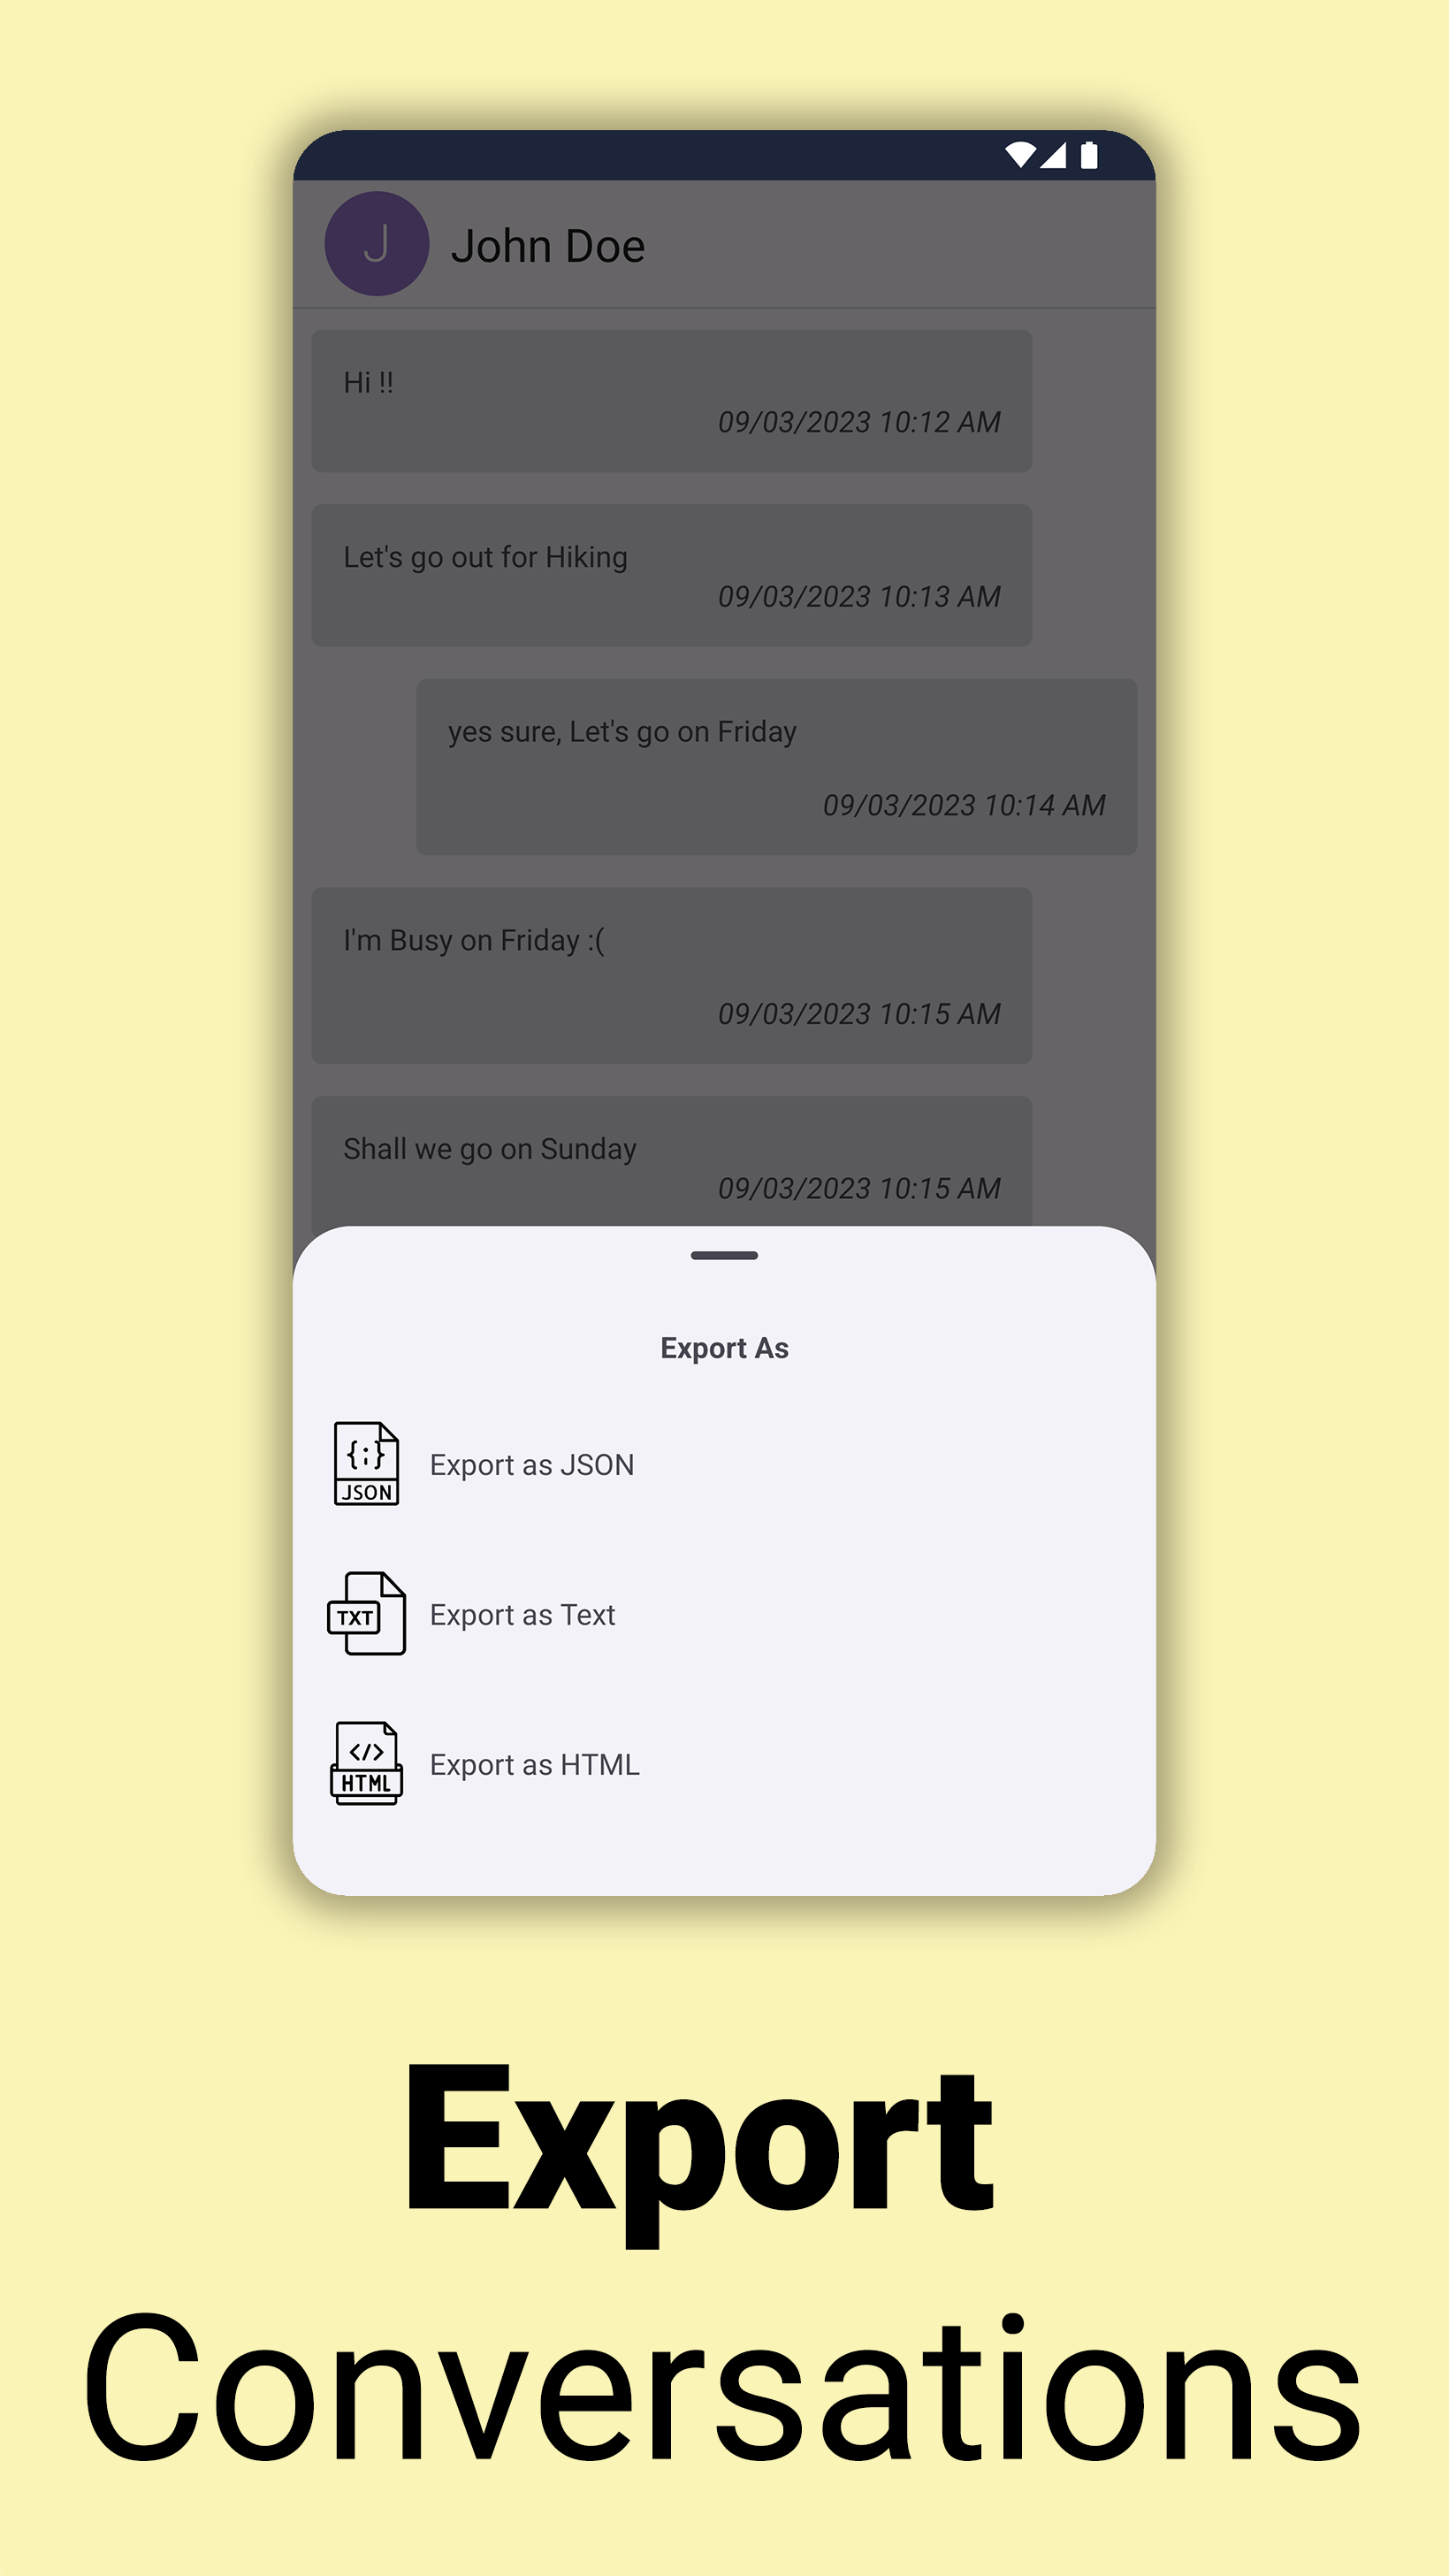 J
John Doe
Hi !!
09/03/2023 10:12 AM
Let's go out for Hiking
09/03/2023 10:13 AM
yes sure, Let's go on Friday
09/03/2023 10:14 AM
I'm Busy on Friday :(
09/03/2023 10:15 AM
Shall we go on Sunday
09/03/2023 10:15 AM
Export As
{;}
JSON
Export as JSON
TXT
Export as Text
</>
HTML
Export as HTML
Export
Conversations